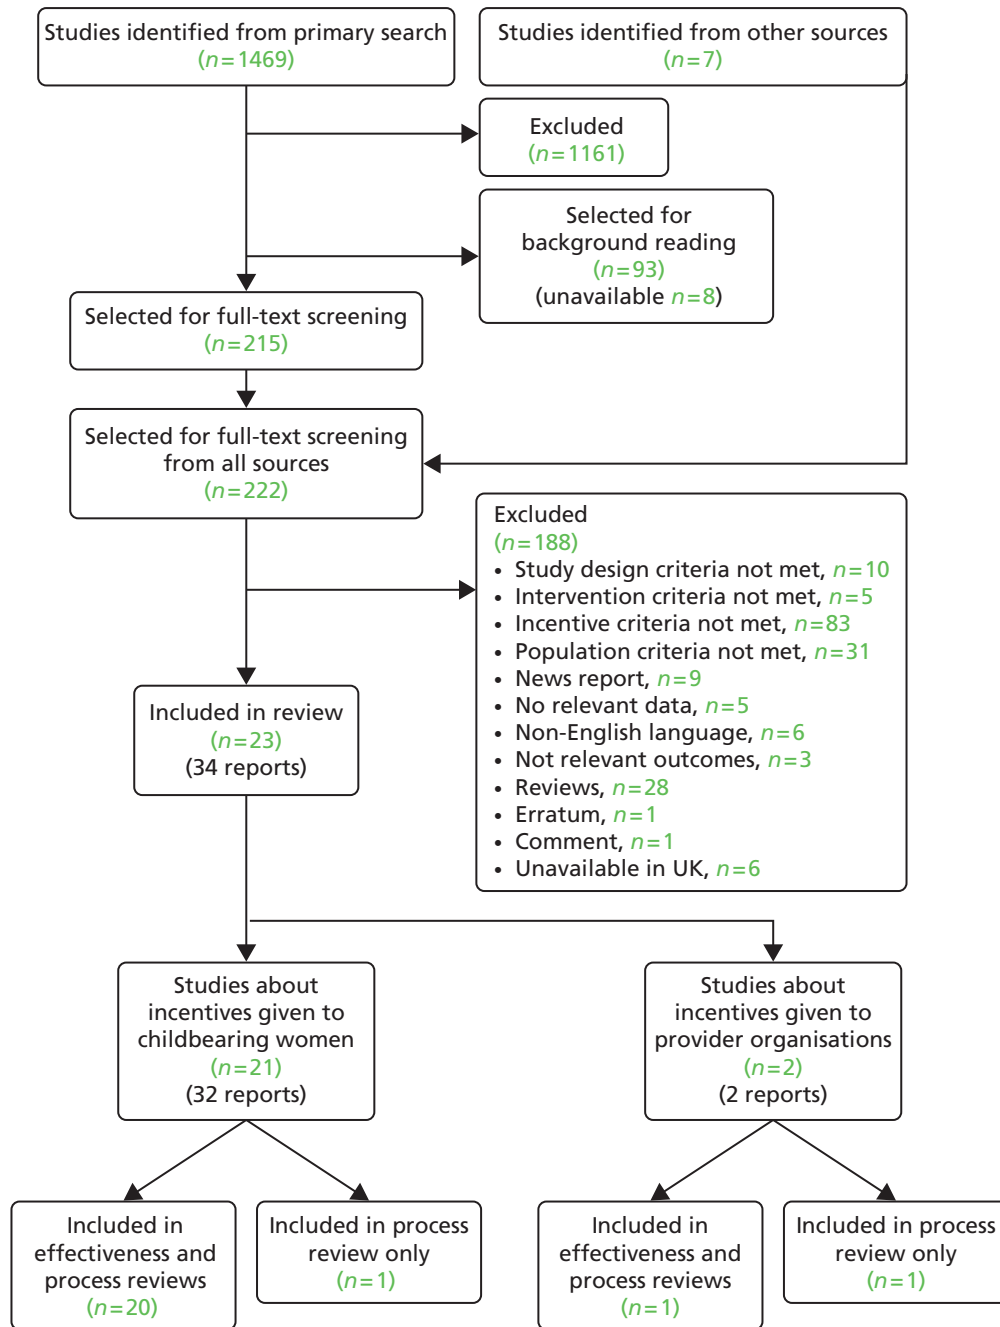 Studies identified from primary search
(n=1469)
Studies identified from other sources
(n=7)
Excluded
(n=1161)
Selected for
background reading
(n=93)
(unavailable n=8)
Selected for full-text screening
(n=215)
Selected for full-text screening
from all sources
(n=222)
Excluded
(n=188)
• Study design criteria not met, n=10
• Intervention criteria not met, n=5
• Incentive criteria not met, n=83
• Population criteria not met, n=31
• News report, n=9
• No relevant data, n=5
• Non-English language, n=6
• Not relevant outcomes, n=3
• Reviews, n=28
• Erratum, n=1
• Comment, n=1
• Unavailable in UK, n=6
Included in review
(n=23)
(34 reports)
Studies about
incentives given to
childbearing women
(n=21)
(32 reports)
Studies about
incentives given to
provider organisations
(n=2)
(2 reports)
Included in
effectiveness and
process reviews
(n=20)
Included in process
review only
(n=1)
Included in
effectiveness and
process reviews
(n=1)
Included in process
review only
(n=1)